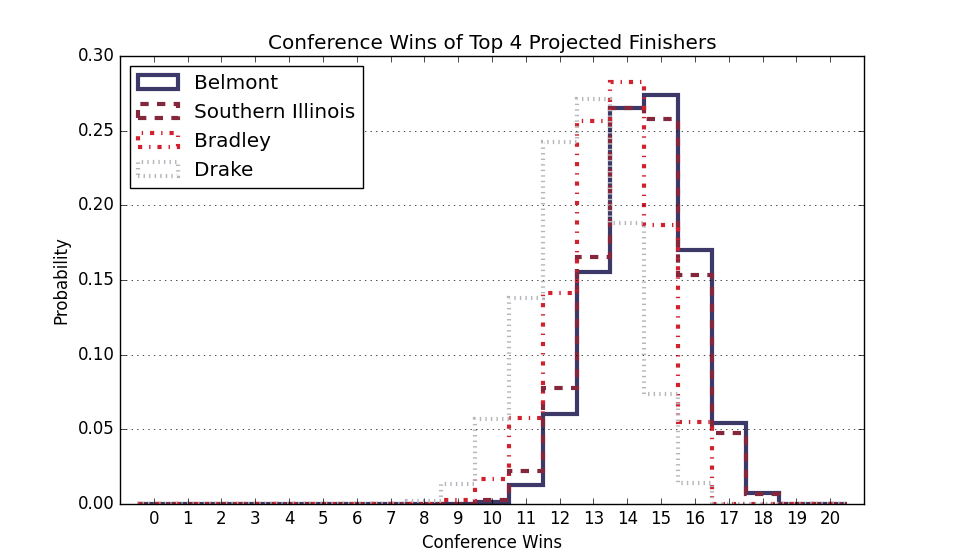 Conference Wins of Top 4 Projected Finishers
Belmont
Southern Illinois
Bradley
Drake
Probability
0.30
0.25
0.20
0.15
0.10
0.05
0.00
0 1 2 3 4 5 6 7 8 9 10 11 12 13 14 15 16 17 18 19 20
Conference Wins